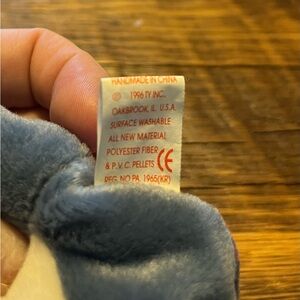 HANDMADE IN CHINA
© 1996 TY INC.
OAKBROOK, IL. U.S.A.
SURFACE WASHABLE
ALL NEW MATERIAL
POLYESTER FIBER
& P.V.C. PELLETS CE
REG. NO PA. 1965(KR)